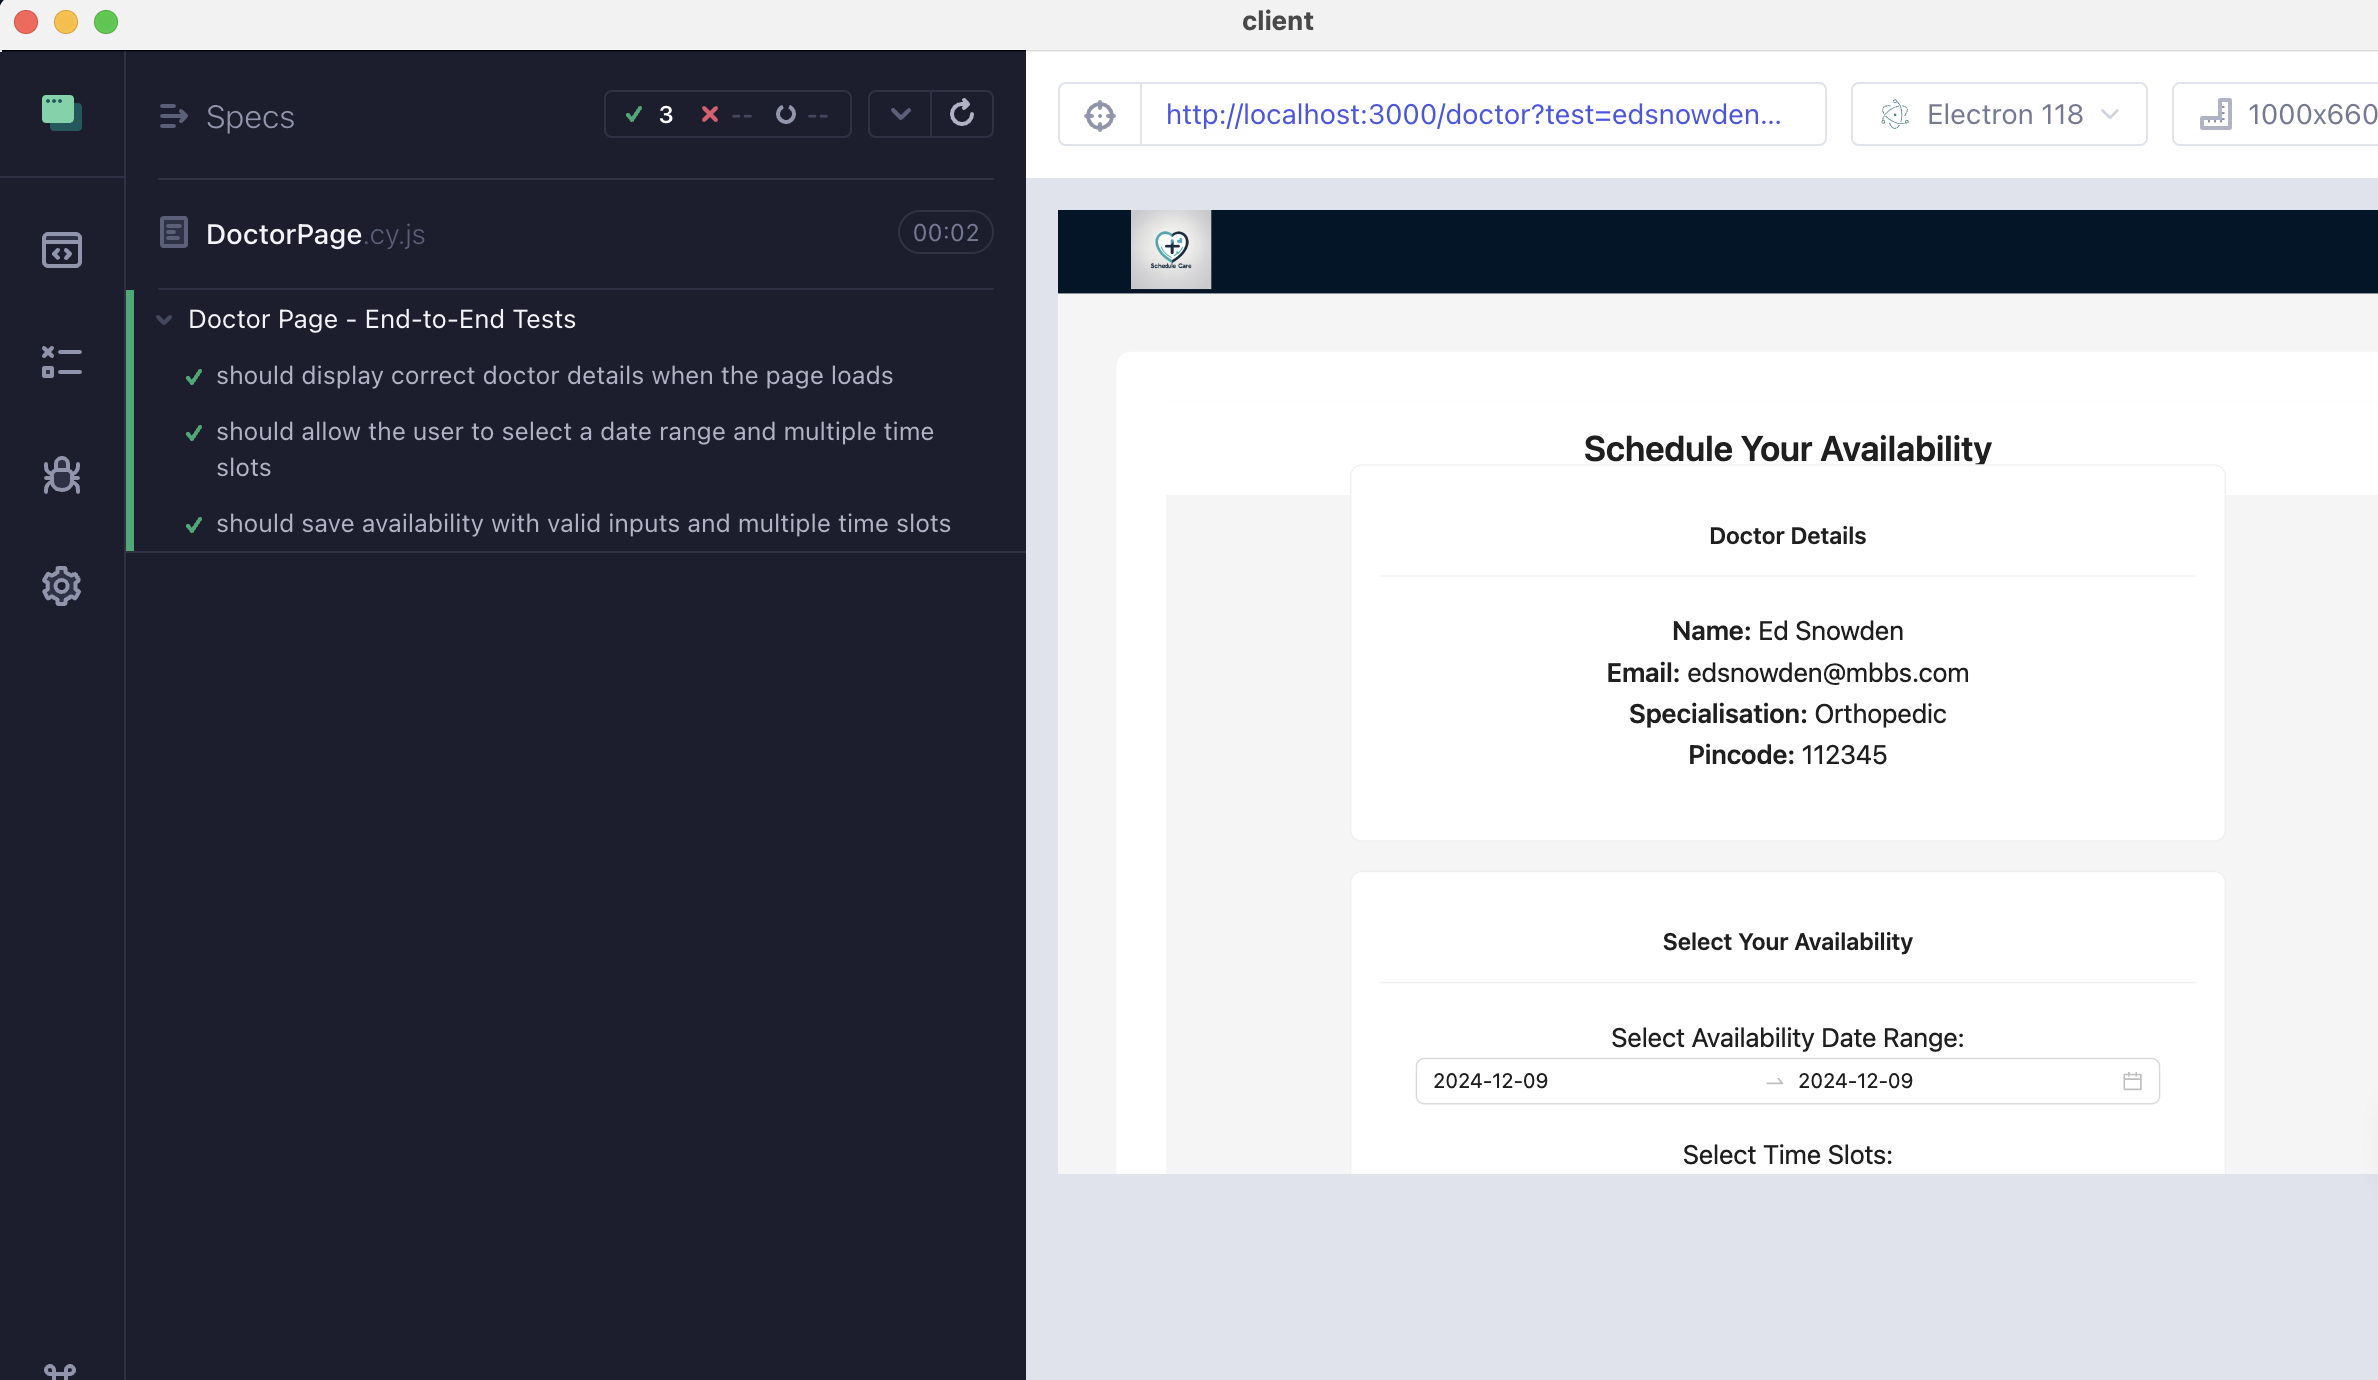 client
Specs
3 -- --
DoctorPage.cy.js
00:02
Doctor Page - End-to-End Tests
should display correct doctor details when the page loads
should allow the user to select a date range and multiple time
slots
should save availability with valid inputs and multiple time slots
http://localhost:3000/doctor?test=edsnowden...
Electron 118
1000x660
Schedule Care
Schedule Your Availability
Doctor Details
Name: Ed Snowden
Email: edsnowden@mbbs.com
Specialisation: Orthopedic
Pincode: 112345
Select Your Availability
Select Availability Date Range:
2024-12-09
2024-12-09
Select Time Slots: